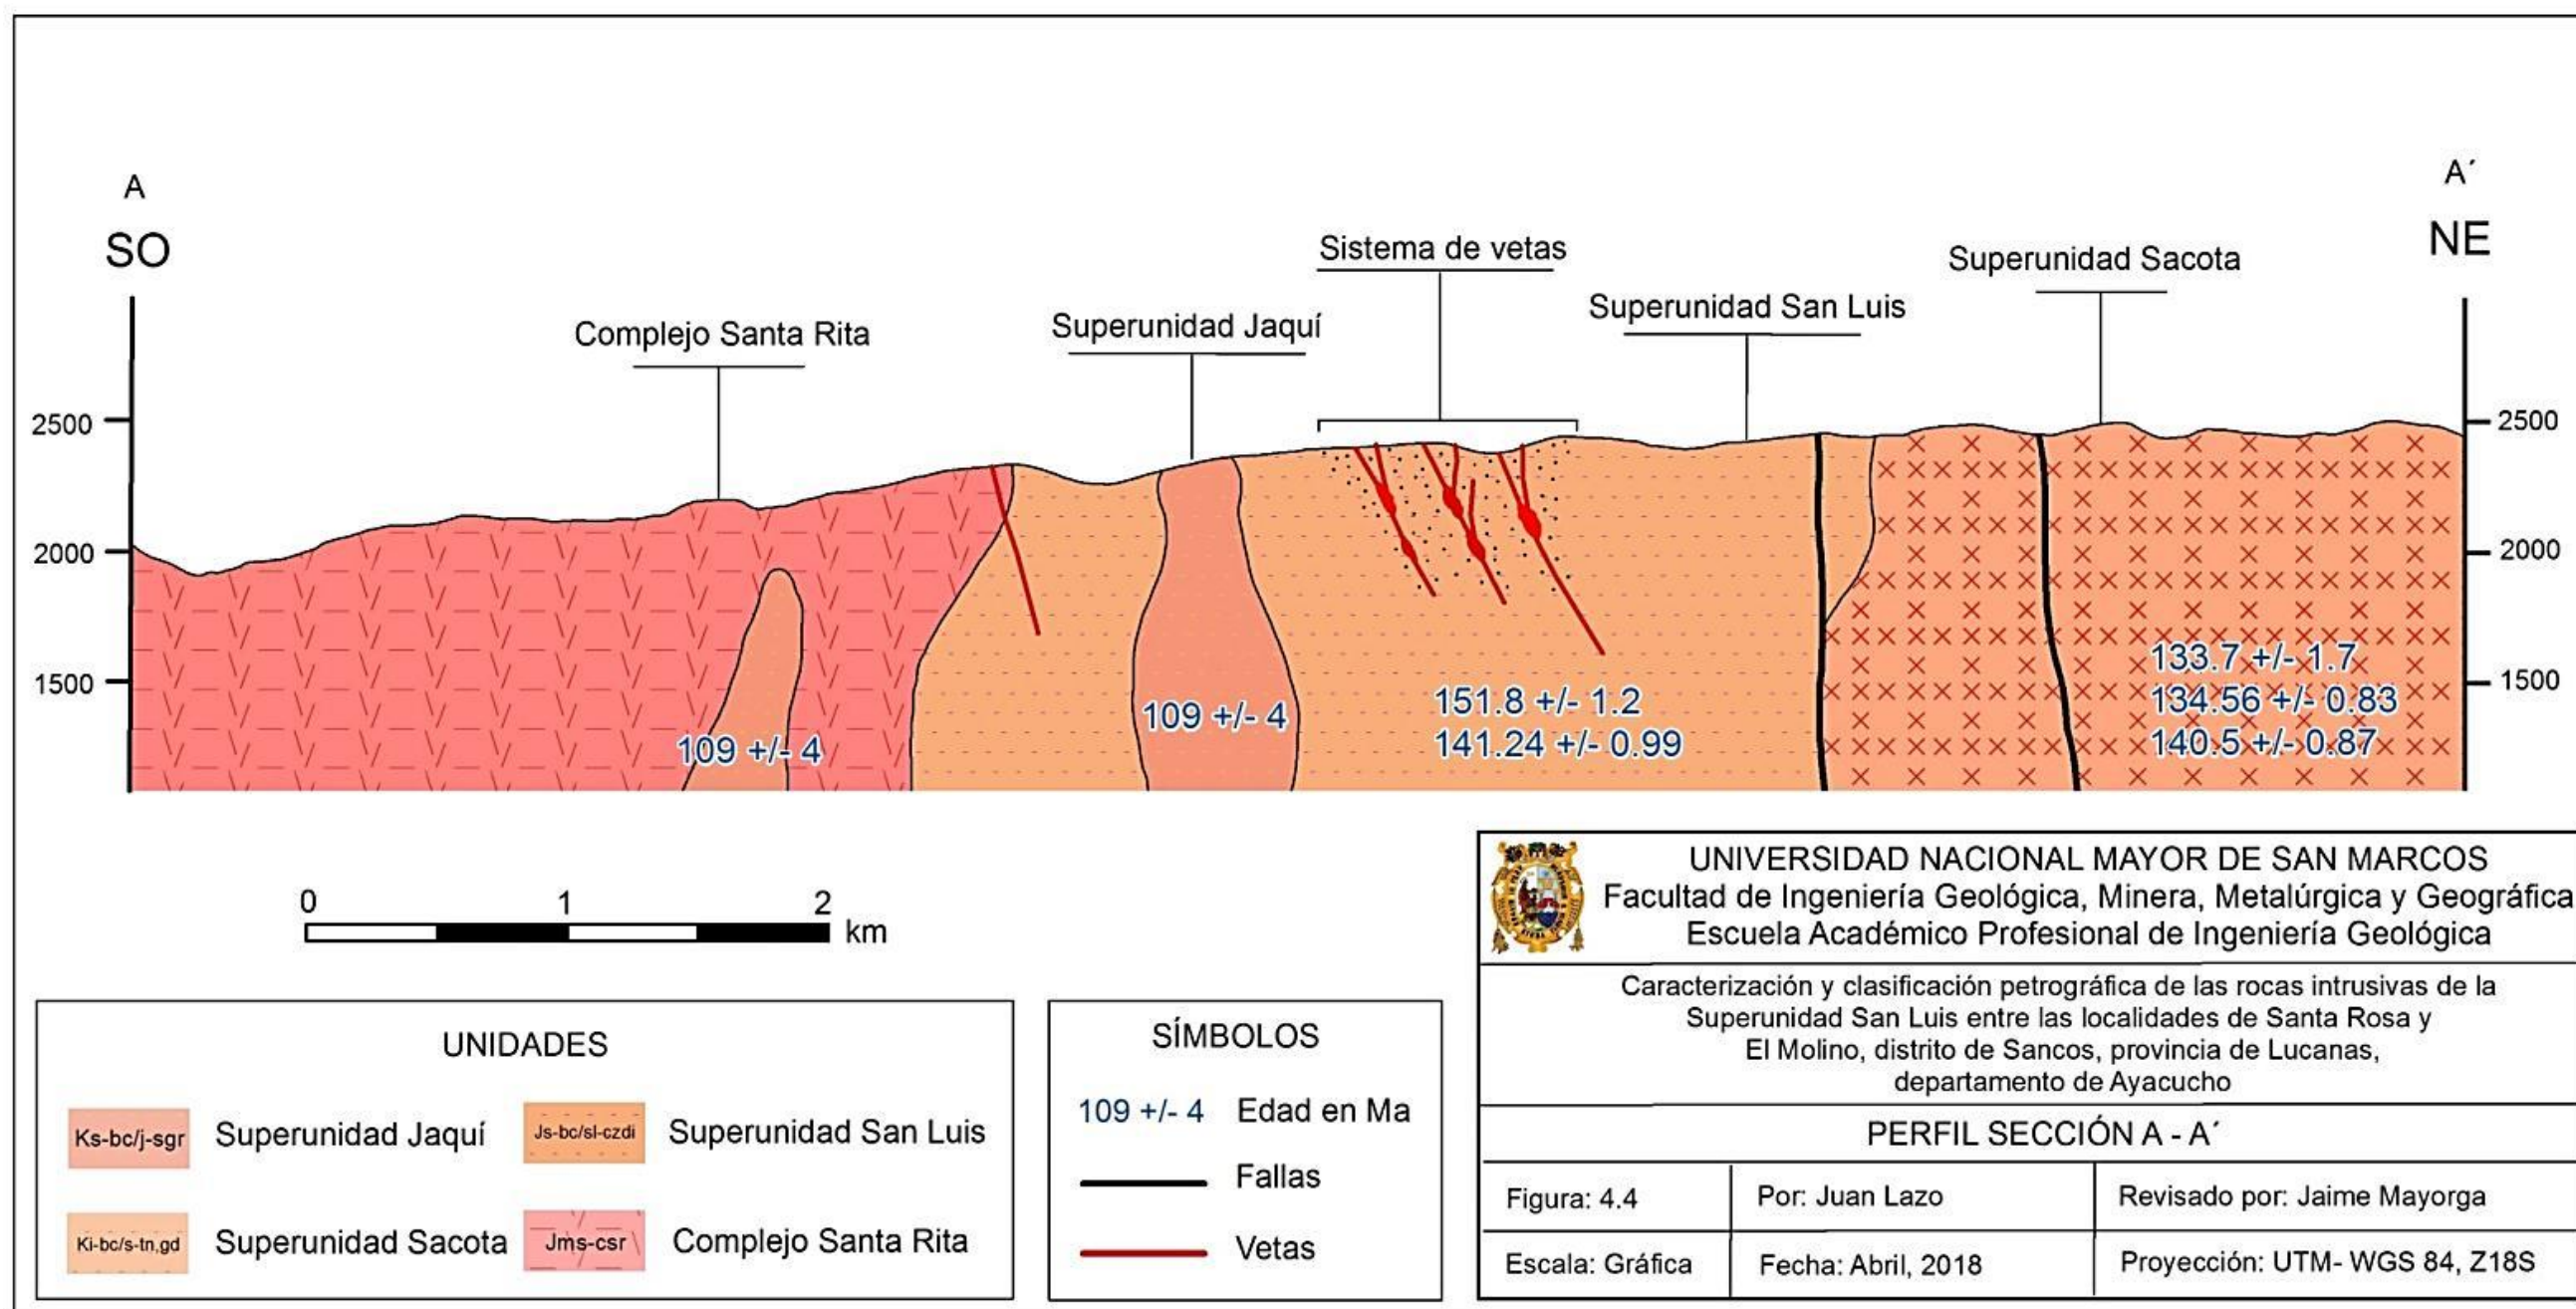 A
SO
A´
NE
Complejo Santa Rita
Superunidad Jaquí
Sistema de vetas
Superunidad San Luis
Superunidad Sacota
2500
2000
1500
2500
2000
1500
109 +/- 4
109 +/- 4
151.8 +/- 1.2
141.24 +/- 0.99
133.7 +/- 1.7
134.56 +/- 0.83
140.5 +/- 0.87
0 1 2
km
UNIDADES
Ks-bc/j-sgr Superunidad Jaquí
Js-bc/sl-czdi Superunidad San Luis
Ki-bc/s-tn,gd Superunidad Sacota
Jms-csr Complejo Santa Rita
SÍMBOLOS
109 +/- 4 Edad en Ma
Fallas
Vetas
UNIVERSIDAD NACIONAL MAYOR DE SAN MARCOS
Facultad de Ingeniería Geológica, Minera, Metalúrgica y Geográfica
Escuela Académico Profesional de Ingeniería Geológica
Caracterización y clasificación petrográfica de las rocas intrusivas de la
Superunidad San Luis entre las localidades de Santa Rosa y
El Molino, distrito de Sancos, provincia de Lucanas,
departamento de Ayacucho
PERFIL SECCIÓN A - A´
Figura: 4.4
Por: Juan Lazo
Revisado por: Jaime Mayorga
Escala: Gráfica
Fecha: Abril, 2018
Proyección: UTM- WGS 84, Z18S